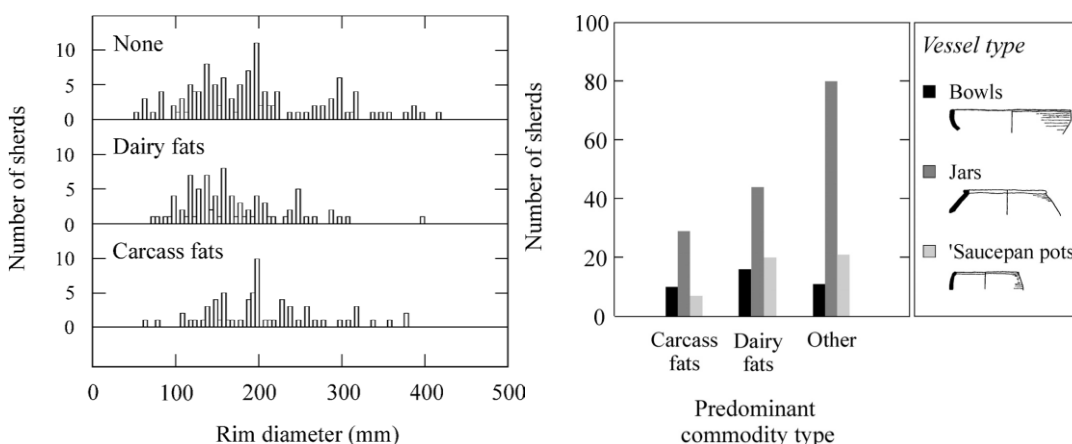 None
Dairy fats
Carcass fats
Number of sherds
10
5
0
10
5
0
10
5
0
0
100
200
300
400
500
Rim diameter (mm)
Number of sherds
100
80
60
40
20
0
Carcass
fats
Dairy
fats
Other
Predominant
commodity type
Vessel type
Bowls
Jars
'Saucepan pots